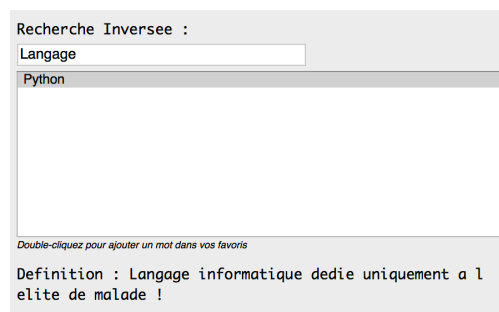 Recherche Inversee :
Langage
Python
Double-cliquez pour ajouter un mot dans vos favoris
Definition : Langage informatique dedie uniquement a l
elite de malade !